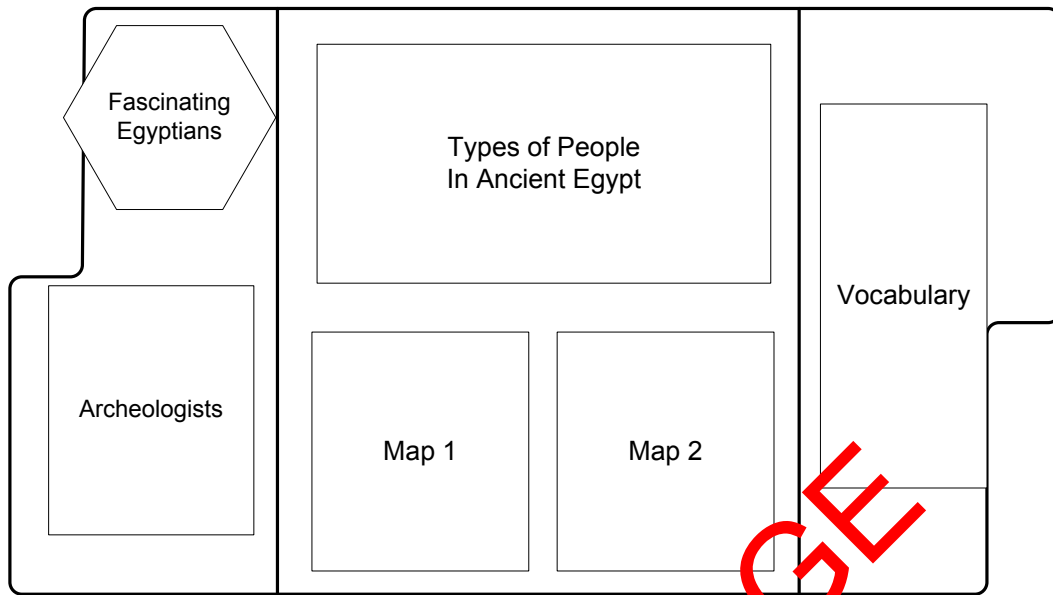 Fascinating
Egyptians
Types of People
In Ancient Egypt
Vocabulary
Archeologists
Map 1
Map 2
GE